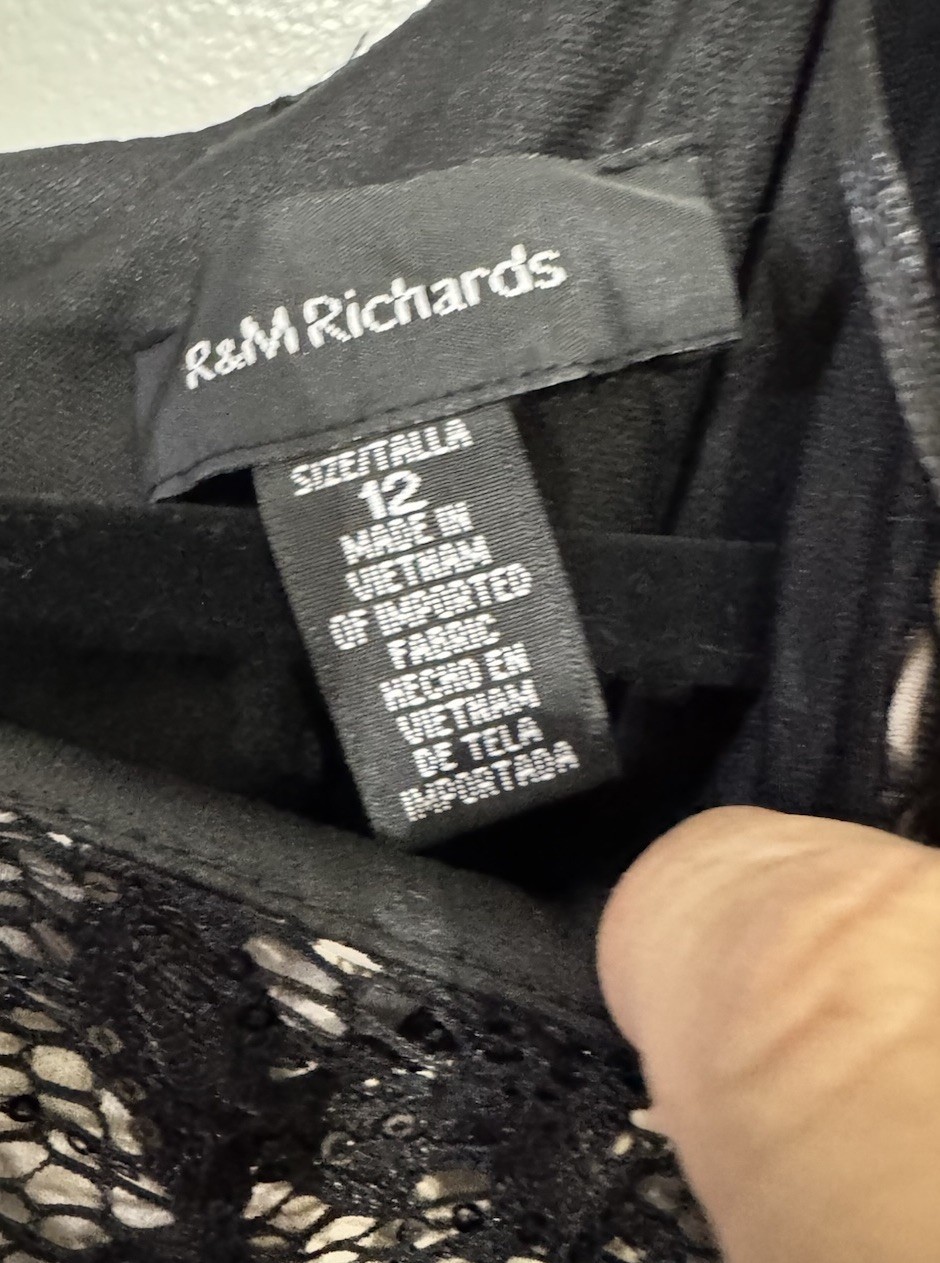 R&M Richards
SIZE/TALLA
12
MADE IN
VIETNAM
OF IMPORTED
FABRIC
HECHO EN
VIETNAM
DE TELA
IMPORTADA